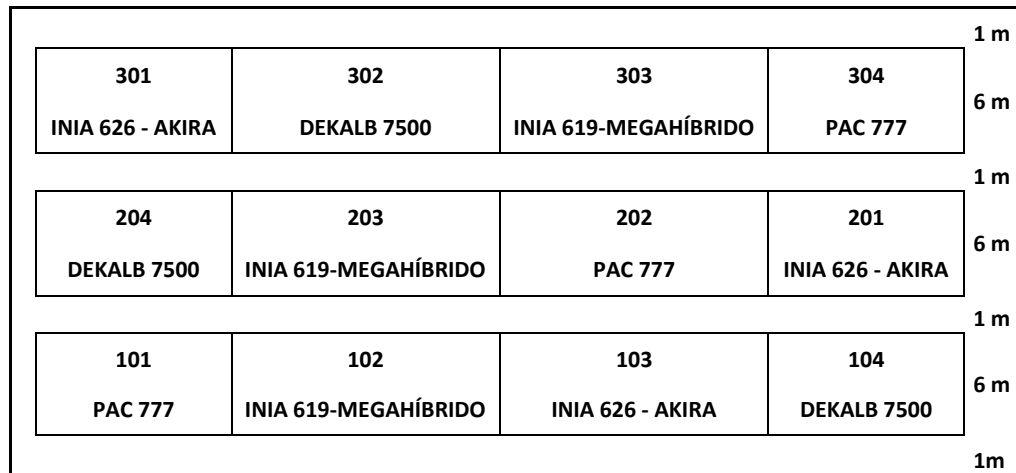 1 m
301 302 303 304
6 m
INIA 626 - AKIRA DEKALB 7500 INIA 619-MEGAHÍBRIDO PAC 777
1 m
204 203 202 201
6 m
DEKALB 7500 INIA 619-MEGAHÍBRIDO PAC 777 INIA 626 - AKIRA
1 m
101 102 103 104
6 m
PAC 777 INIA 619-MEGAHÍBRIDO INIA 626 - AKIRA DEKALB 7500
1m